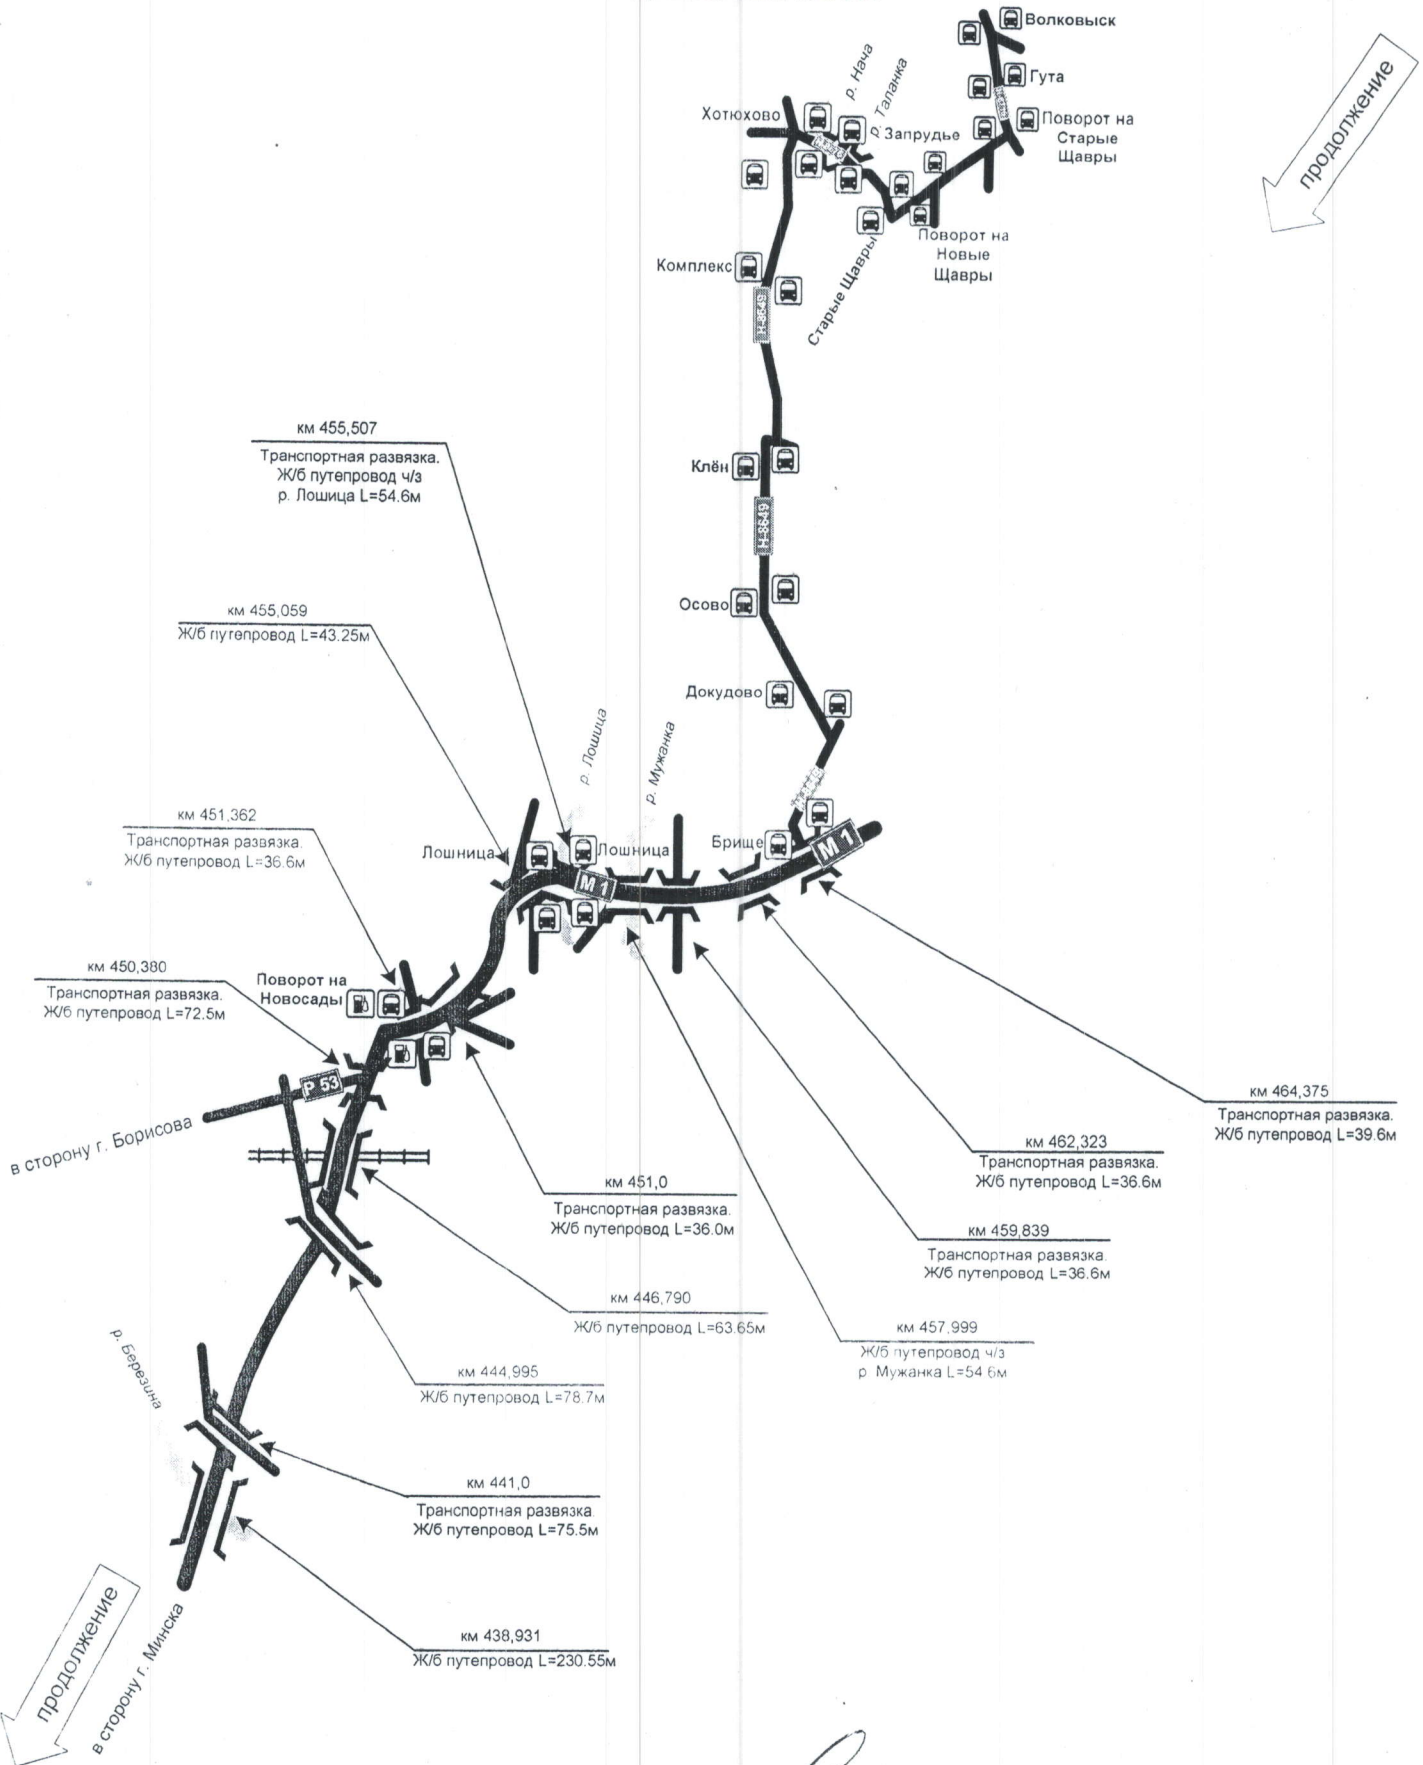 Волковыск
Гута
Поворот на
Старые
Щавры
продолжение
р. Нача
р. Таланка
Хотюхово
Запрудье
Поворот на
Новые
Щавры
Старые Щавры
Комплекс
Н-8649
Клён
Н-8649
Осово
Докудово
км 455,507
Транспортная развязка.
Ж/б путепровод ч/з
р. Лошица L=54.6м
км 455,059
Ж/б путепровод L=43.25м
р. Лошица
р. Мужанка
км 451,362
Транспортная развязка.
Ж/б путепровод L=36.6м
Лошница
Лошница
Брище
М 1
М 1
км 450,380
Транспортная развязка.
Ж/б путепровод L=72.5м
Поворот на
Новосады
Р 53
в сторону г. Борисова
км 464,375
Транспортная развязка.
Ж/б путепровод L=39.6м
км 462,323
Транспортная развязка.
Ж/б путепровод L=36.6м
км 451,0
Транспортная развязка.
Ж/б путепровод L=36.0м
км 459,839
Транспортная развязка.
Ж/б путепровод L=36.6м
км 446,790
Ж/б путепровод L=63.65м
км 457,999
Ж/б путепровод ч/з
р Мужанка L=54 6м
км 444,995
Ж/б путепровод L=78.7м
р. Березина
км 441,0
Транспортная развязка
Ж/б путепровод L=75.5м
км 438,931
Ж/б путепровод L=230.55м
продолжение
в сторону г. Минска